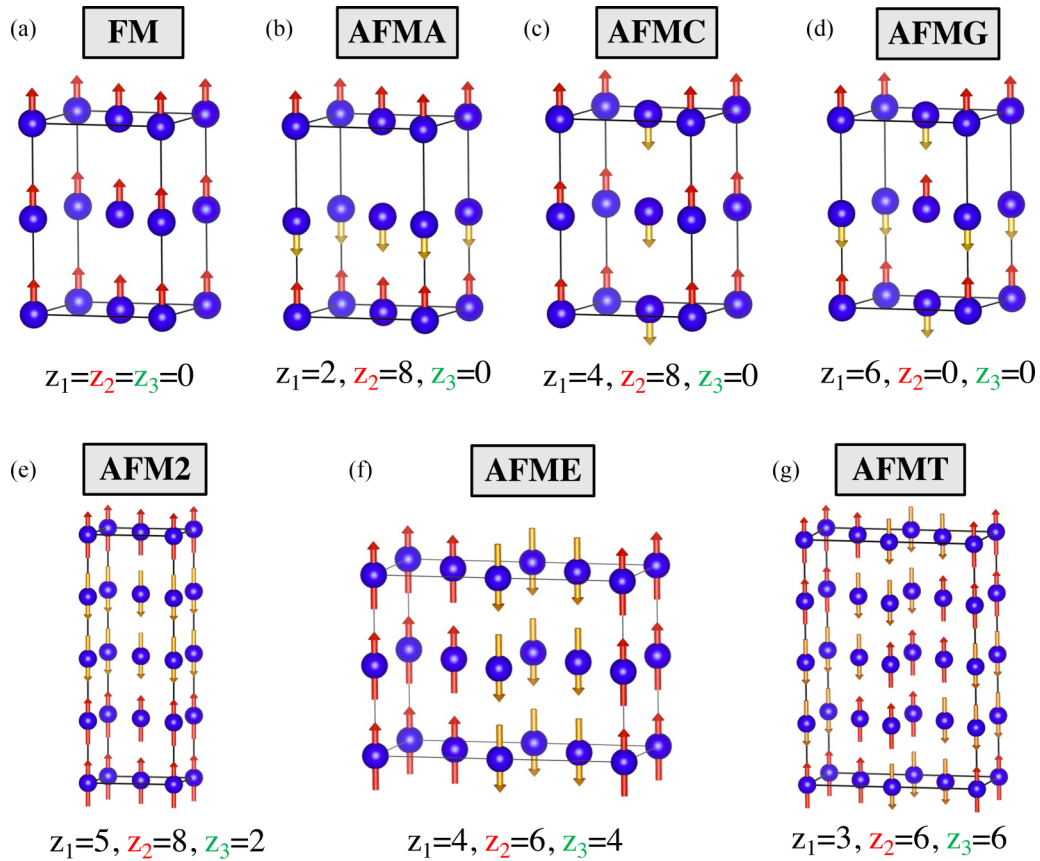 (a) FM (b) AFMA (c) AFMC (d) AFMG
z₁=z₂=z₃=0 z₁=2, z₂=8, z₃=0 z₁=4, z₂=8, z₃=0 z₁=6, z₂=0, z₃=0
(e) AFM2 (f) AFME (g) AFMT
z₁=5, z₂=8, z₃=2 z₁=4, z₂=6, z₃=4 z₁=3, z₂=6, z₃=6